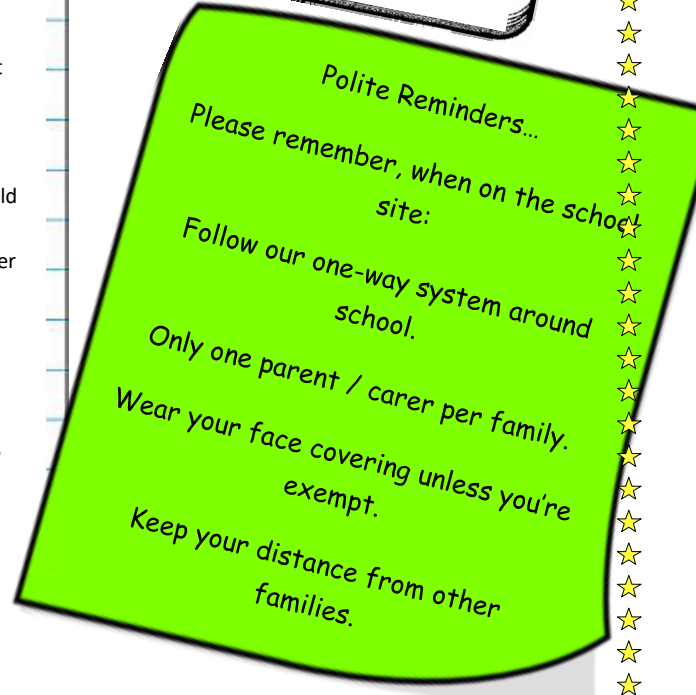 Polite Reminders...
Please remember, when on the school
site:
Follow our one-way system around
school.
Only one parent / carer per family.
Wear your face covering unless you're
exempt.
Keep your distance from other
families.